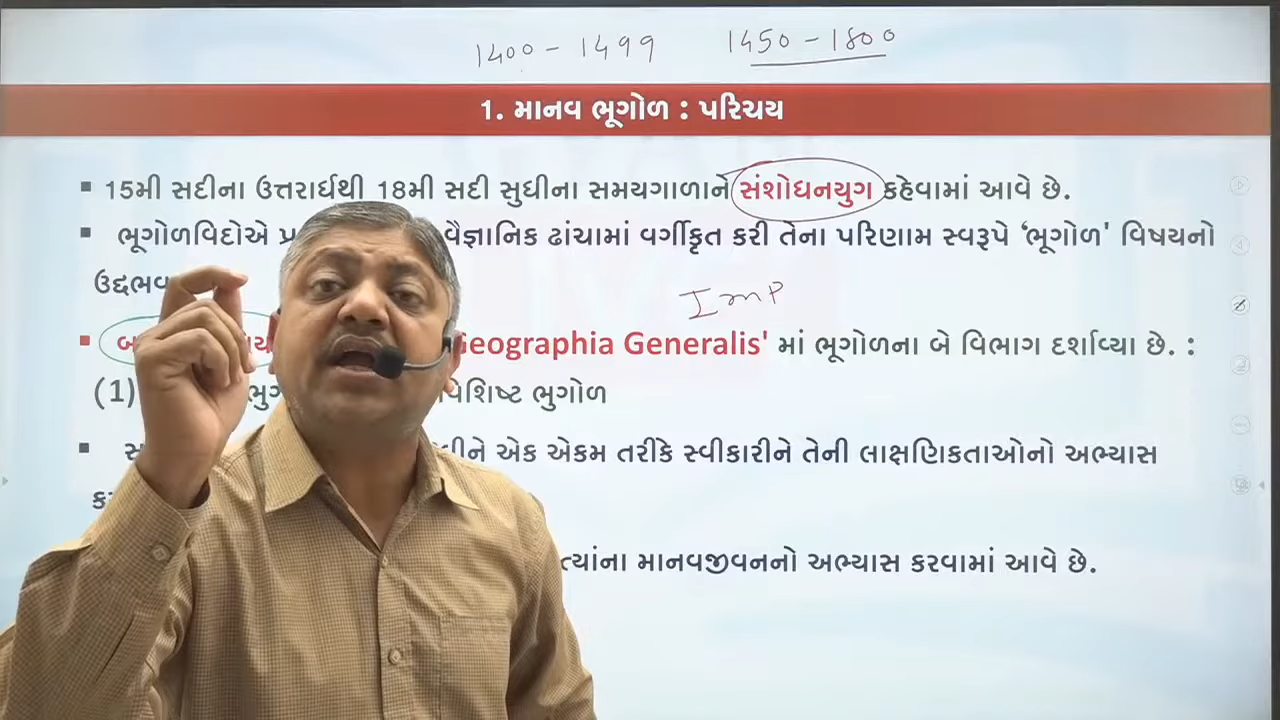 1400 - 1499 1450 - 1800
1. માનવ ભૂગોળ : પરિચય
▪ 15મી સદીના ઉત્તરાર્ધથી 18મી સદી સુધીના સમયગાળાને સંશોધનયુગ કહેવામાં આવે છે.
▪ ભૂગોળવિદોએ વૈજ્ઞાનિક ઢાંચામાં વર્ગીકૃત કરી તેના પરિણામ સ્વરૂપે ‘ભૂગોળ' વિષયનો
Imp
▪ Geographia Generalis' માં ભૂગોળના બે વિભાગ દર્શાવ્યા છે. :
(1) વિશિષ્ટ ભુગોળ
▪ એક એકમ તરીકે સ્વીકારીને તેની લાક્ષણિકતાઓનો અભ્યાસ
ત્યાંના માનવજીવનનો અભ્યાસ કરવામાં આવે છે.